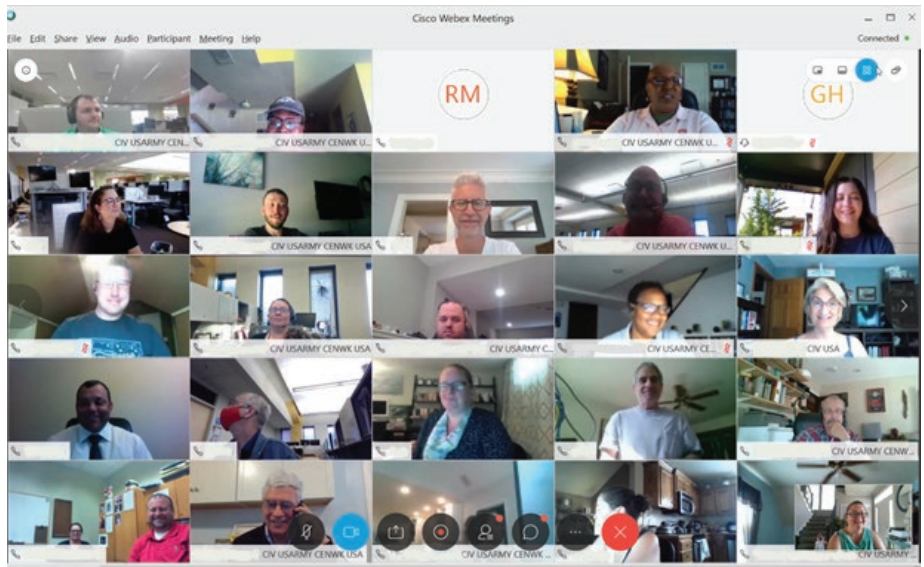 Cisco Webex Meetings
File Edit Share View Audio Participant Meeting Help
Connected
CIV USARMY CEN...
CIV USARMY CENWK U...
RM
CIV USARMY CENWK U...
GH
CIV USARMY CENWK USA
CIV USARMY CENWK U...
CIV USARMY CENWK USA
CIV USARMY C...
CIV USARMY CE...
CIV USA
CIV USARMY CENW...
CIV USARMY CENWK USA
CIV USARMY CENWK ...
CIV USARMY ...